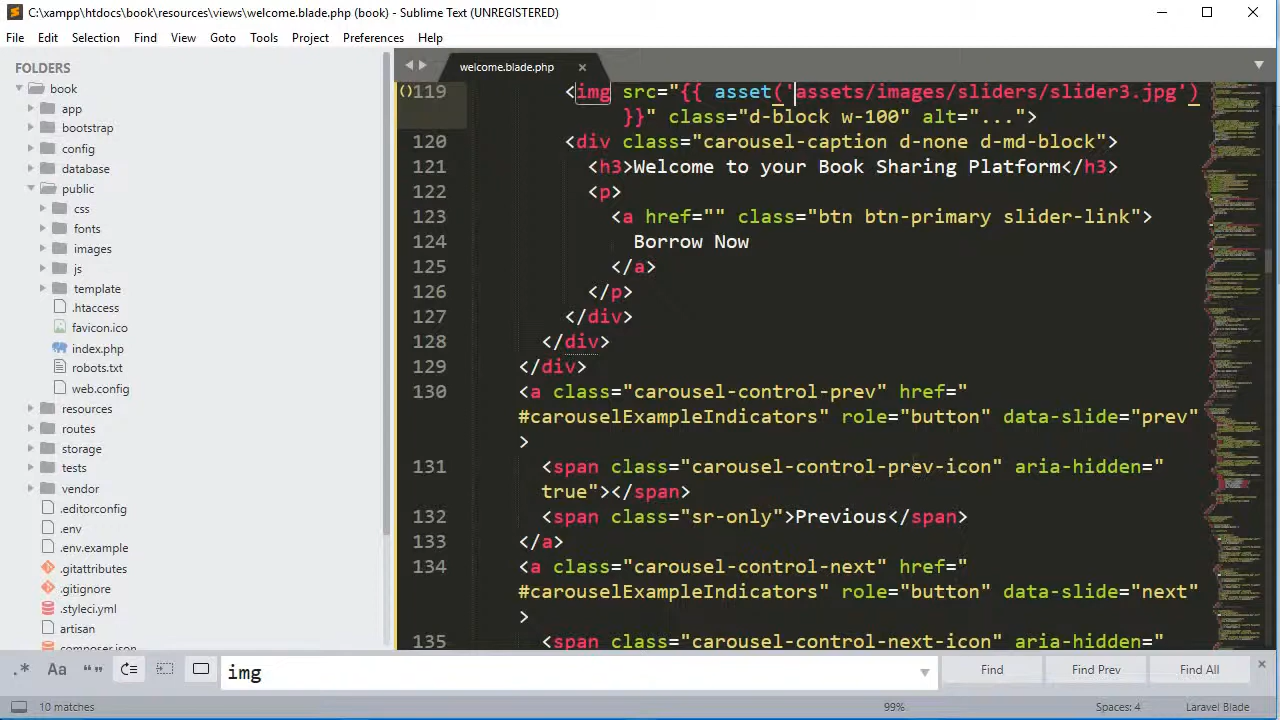 C:\xampp\htdocs\book\resources\views\welcome.blade.php (book) - Sublime Text (UNREGISTERED)
File Edit Selection Find View Goto Tools Project Preferences Help
FOLDERS
book
app
bootstrap
config
database
public
css
fonts
images
js
template
.htaccess
favicon.ico
index.php
robots.txt
web.config
resources
routes
storage
tests
vendor
.editorconfig
.env
.env.example
.gitattributes
.gitignore
.styleci.yml
artisan
composer.json
welcome.blade.php
119 <img src="{{ asset('assets/images/sliders/slider3.jpg')
}}" class="d-block w-100" alt="...">
120 <div class="carousel-caption d-none d-md-block">
121 <h3>Welcome to your Book Sharing Platform</h3>
122 <p>
123 <a href="" class="btn btn-primary slider-link">
124 Borrow Now
125 </a>
126 </p>
127 </div>
128 </div>
129 </div>
130 <a class="carousel-control-prev" href="
#carouselExampleIndicators" role="button" data-slide="prev"
>
131 <span class="carousel-control-prev-icon" aria-hidden="
true"></span>
132 <span class="sr-only">Previous</span>
133 </a>
134 <a class="carousel-control-next" href="
#carouselExampleIndicators" role="button" data-slide="next"
>
135 <span class="carousel-control-next-icon" aria-hidden="
.* Aa img Find Find Prev Find All
10 matches 99% Spaces: 4 Laravel Blade